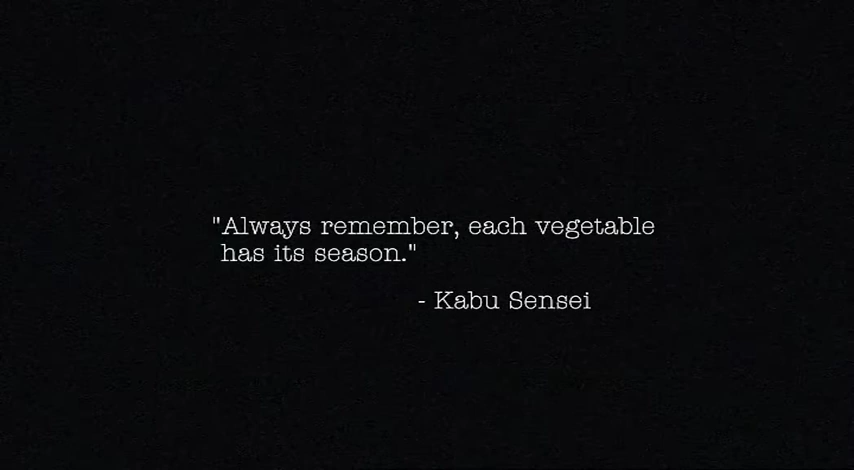 "Always remember, each vegetable
has its season."
- Kabu Sensei